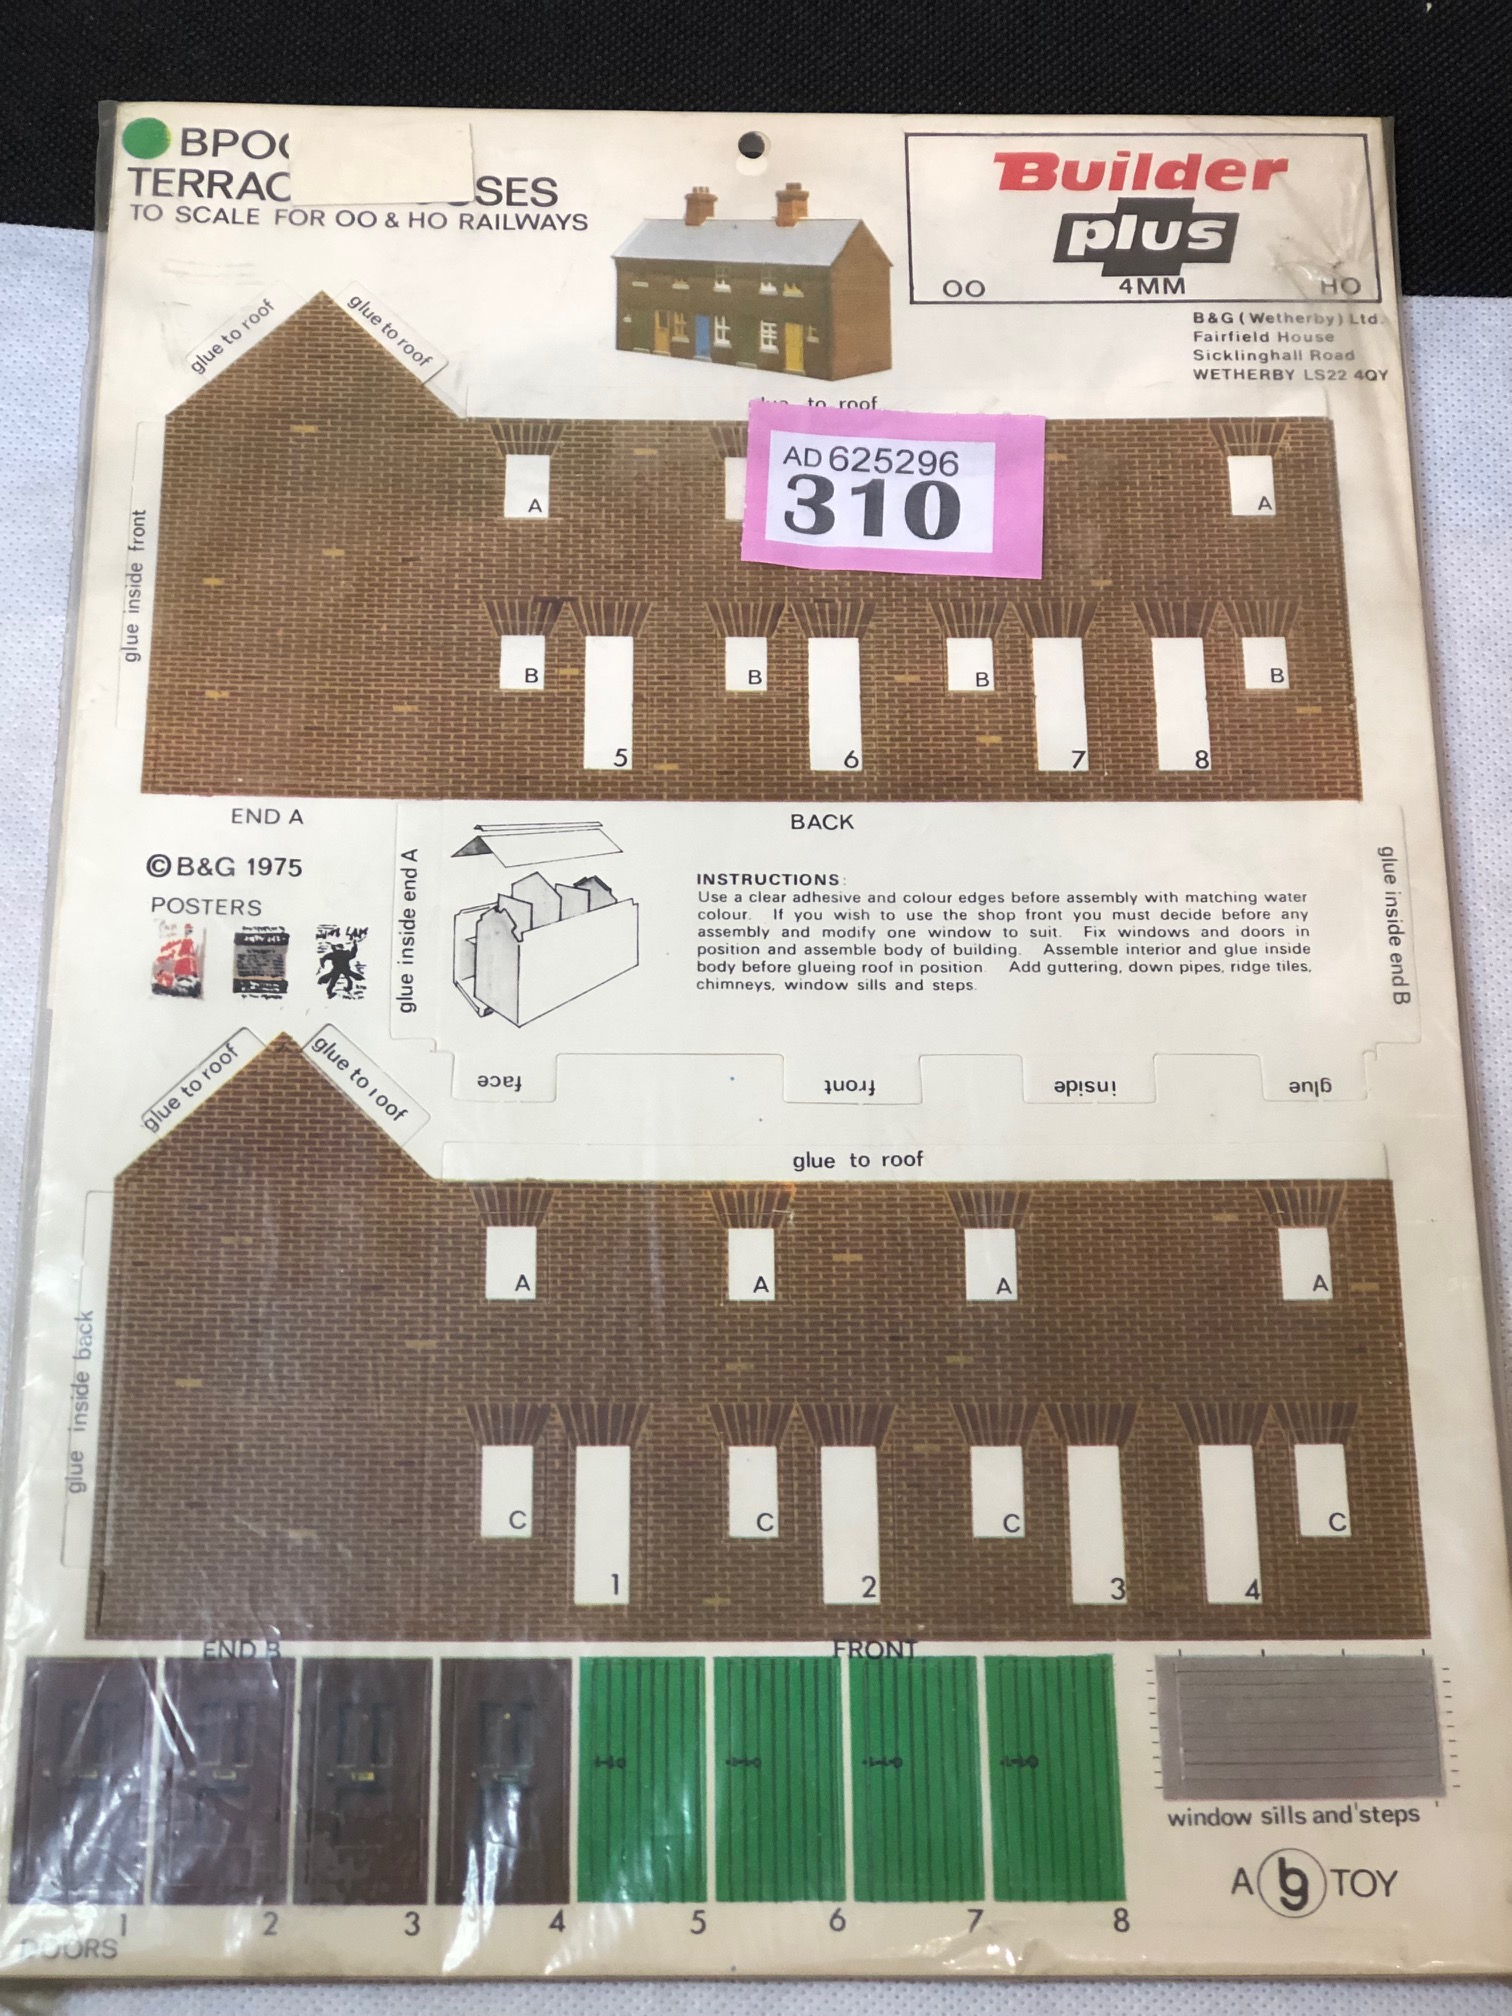 BPO
TERRAC SES
TO SCALE FOR OO & HO RAILWAYS
Builder
plus
OO 4MM HO
B&G (Wetherby) Ltd.
Fairfield House
Sicklinghall Road
WETHERBY LS22 4QY
glue to roof
glue to roof
to roof
AD 625296
310
glue inside front
A
A
B
B
B
B
5
6
7
8
END A
BACK
©B&G 1975
POSTERS
glue inside end A
INSTRUCTIONS:
Use a clear adhesive and colour edges before assembly with matching water
colour. If you wish to use the shop front you must decide before any
assembly and modify one window to suit. Fix windows and doors in
position and assemble body of building. Assemble interior and glue inside
body before glueing roof in position. Add guttering, down pipes, ridge tiles,
chimneys, window sills and steps.
glue inside end B
glue inside front face
glue to roof
glue to roof
glue to roof
glue inside back
A
A
A
A
C
C
C
C
1
2
3
4
END B
FRONT
window sills and steps
A bg TOY
1 2 3 4 5 6 7 8
DOORS